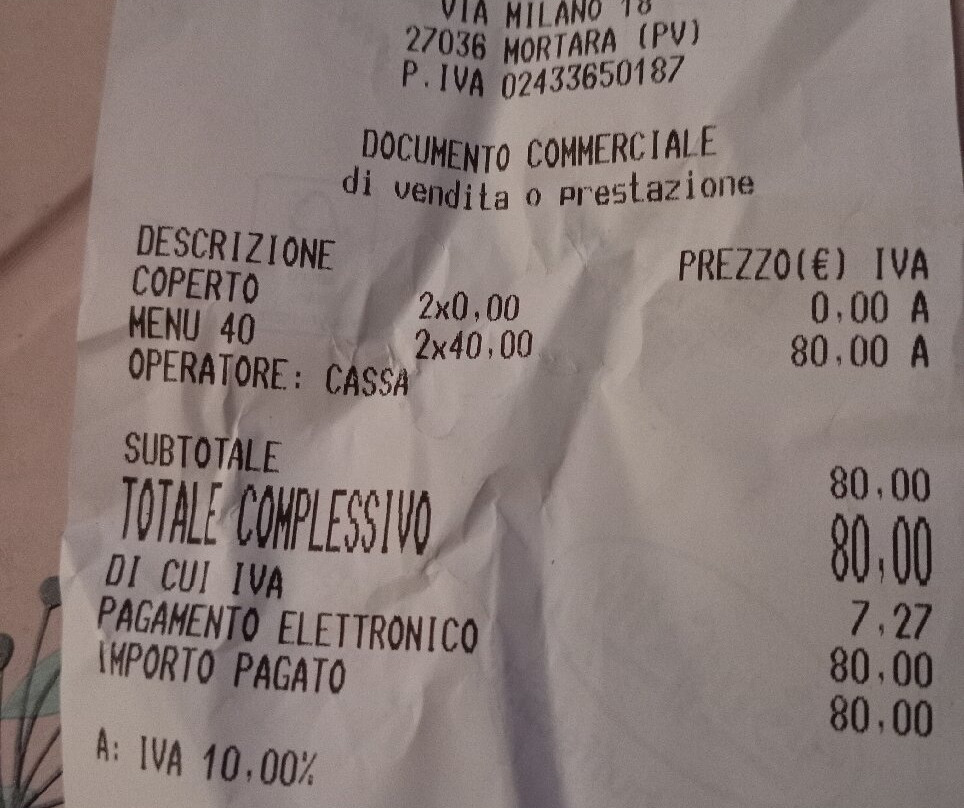 VIA MILANO 18
27036 MORTARA (PV)
P.IVA 02433650187
DOCUMENTO COMMERCIALE
di vendita o prestazione
DESCRIZIONE PREZZO(€) IVA
COPERTO 2x0,00 0,00 A
MENU 40 2x40,00 80,00 A
OPERATORE: CASSA
SUBTOTALE 80,00
TOTALE COMPLESSIVO 80,00
DI CUI IVA 7,27
PAGAMENTO ELETTRONICO 80,00
IMPORTO PAGATO 80,00
A: IVA 10,00%